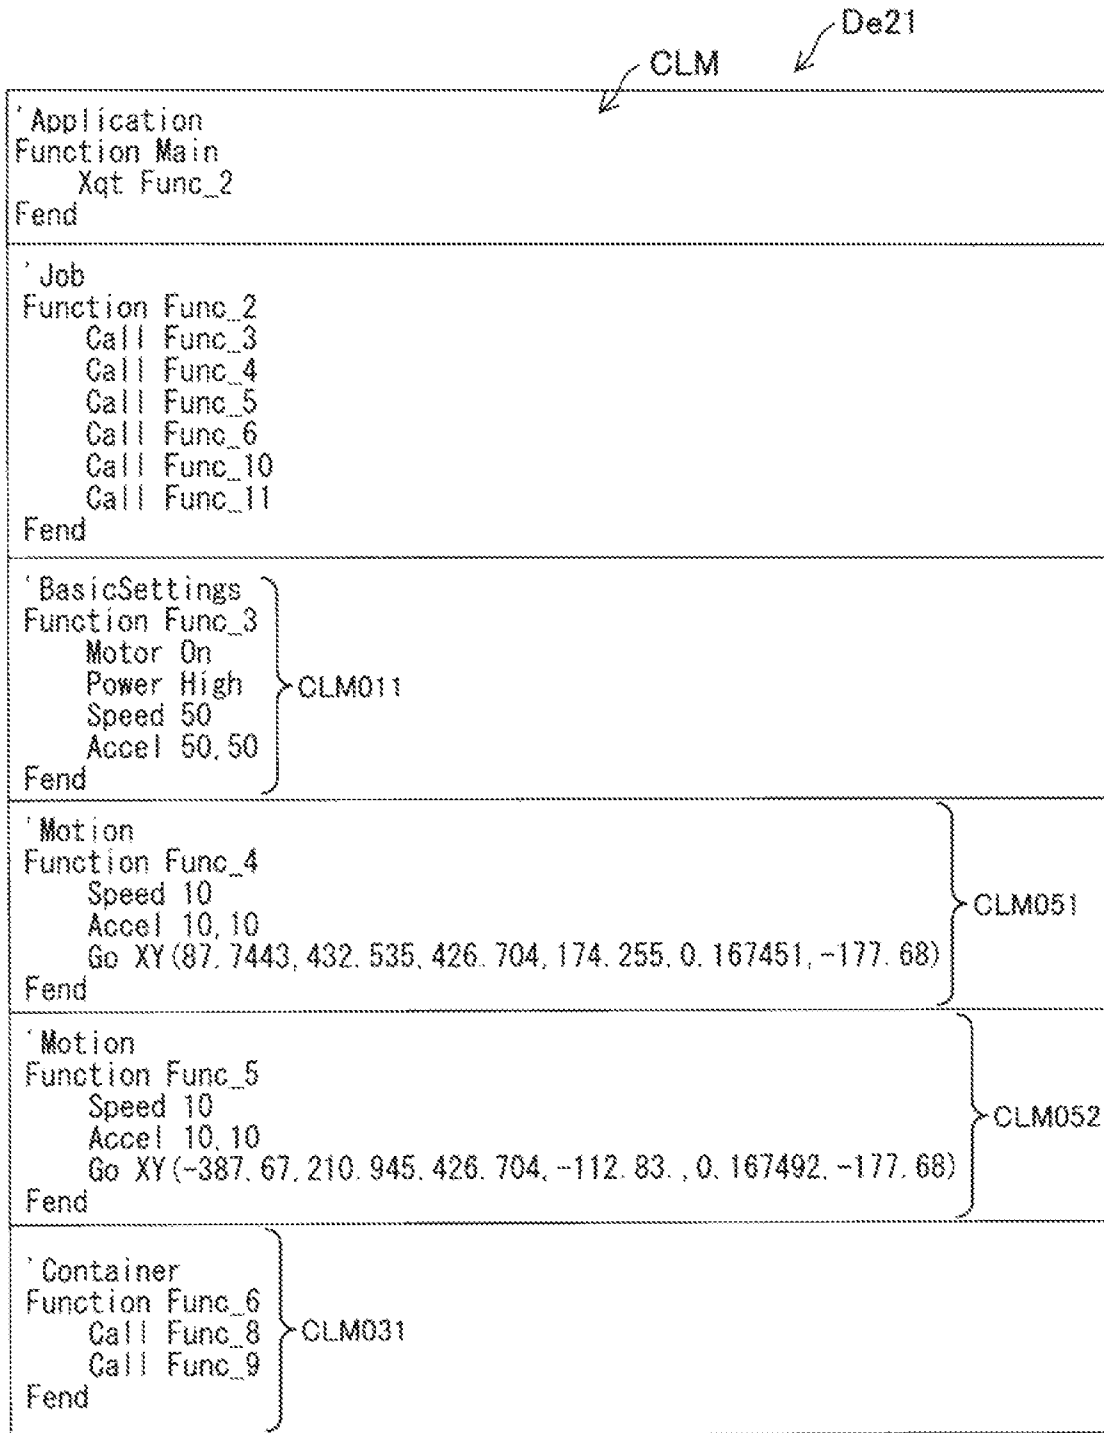 De21
CLM
'Application
Function Main
Xqt Func_2
Fend
'Job
Function Func_2
Call Func_3
Call Func_4
Call Func_5
Call Func_6
Call Func_10
Call Func_11
Fend
'BasicSettings
Function Func_3
Motor On
Power High
Speed 50
Accel 50,50
Fend
CLM011
'Motion
Function Func_4
Speed 10
Accel 10,10
Go XY(87.7443,432.535,426.704,174.255,0.167451,-177.68)
Fend
CLM051
'Motion
Function Func_5
Speed 10
Accel 10,10
Go XY(-387.67,210.945,426.704,-112.83.,0.167492,-177.68)
Fend
CLM052
'Container
Function Func_6
Call Func_8
Call Func_9
Fend
CLM031